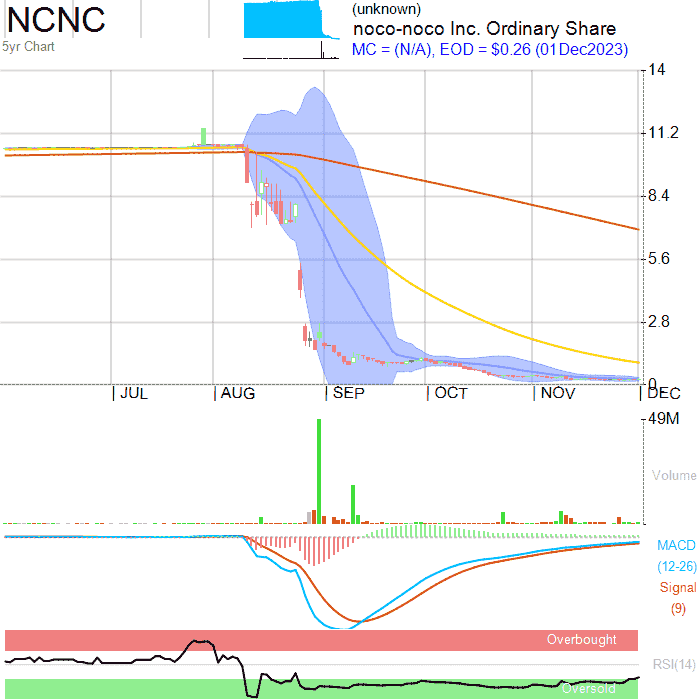 NCNC
5yr Chart
(unknown)
noco-noco Inc. Ordinary Share
MC = (N/A), EOD = $0.26 (01Dec2023)
14
11.2
8.4
5.6
2.8
0
JUL AUG SEP OCT NOV DEC
49M
Volume
MACD
(12-26)
Signal
(9)
Overbought
RSI(14)
Oversold